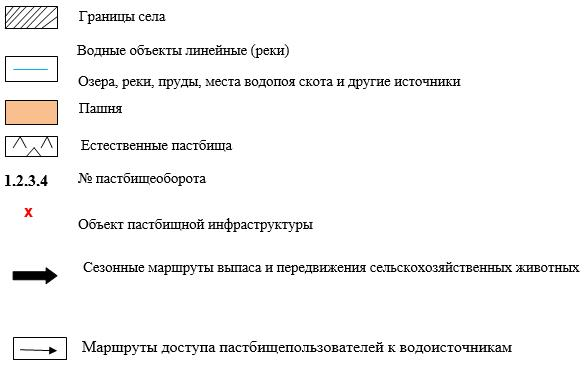 Границы села
Водные объекты линейные (реки)
Озера, реки, пруды, места водопоя скота и другие источники
Пашня
Естественные пастбища
1.2.3.4 № пастбищеоборота
х
Объект пастбищной инфраструктуры
Сезонные маршруты выпаса и передвижения сельскохозяйственных животных
Маршруты доступа пастбищепользователей к водоисточникам